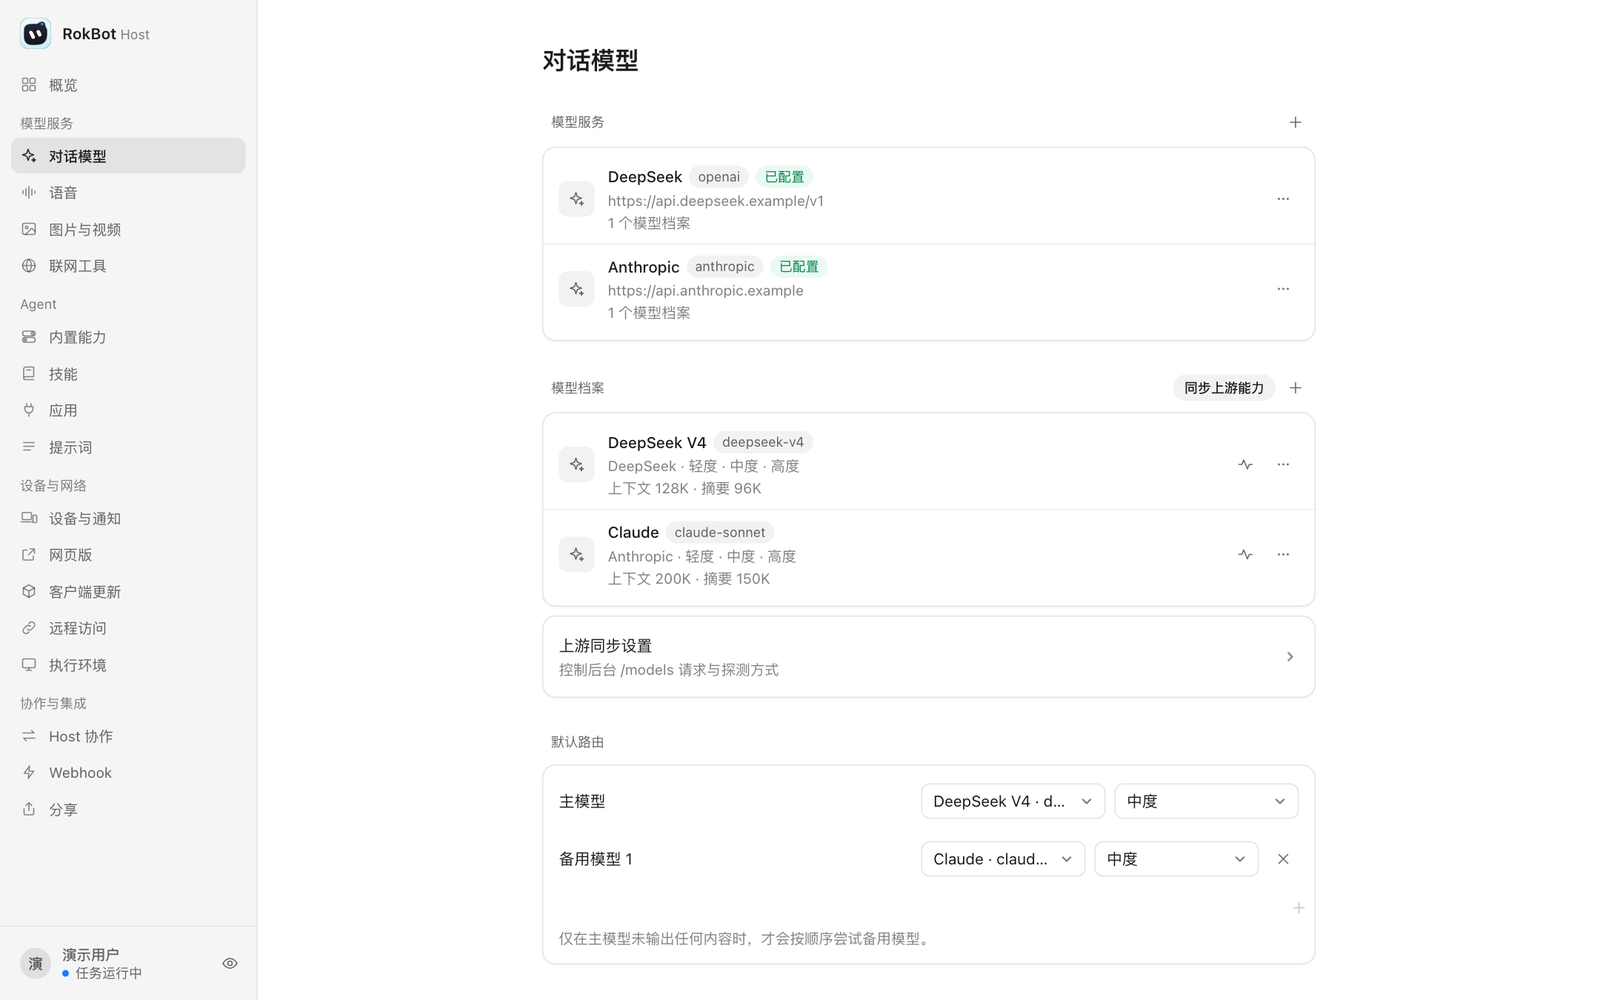 RokBot Host
概览
模型服务
对话模型
语音
图片与视频
联网工具
Agent
内置能力
技能
应用
提示词
设备与网络
设备与通知
网页版
客户端更新
远程访问
执行环境
协作与集成
Host 协作
Webhook
分享
演
演示用户
任务运行中
对话模型
模型服务
DeepSeek openai 已配置
https://api.deepseek.example/v1
1 个模型档案
Anthropic anthropic 已配置
https://api.anthropic.example
1 个模型档案
模型档案 同步上游能力
DeepSeek V4 deepseek-v4
DeepSeek · 轻度 · 中度 · 高度
上下文 128K · 摘要 96K
Claude claude-sonnet
Anthropic · 轻度 · 中度 · 高度
上下文 200K · 摘要 150K
上游同步设置
控制后台 /models 请求与探测方式
默认路由
主模型 DeepSeek V4 · d... 中度
备用模型 1 Claude · claud... 中度
仅在主模型未输出任何内容时，才会按顺序尝试备用模型。